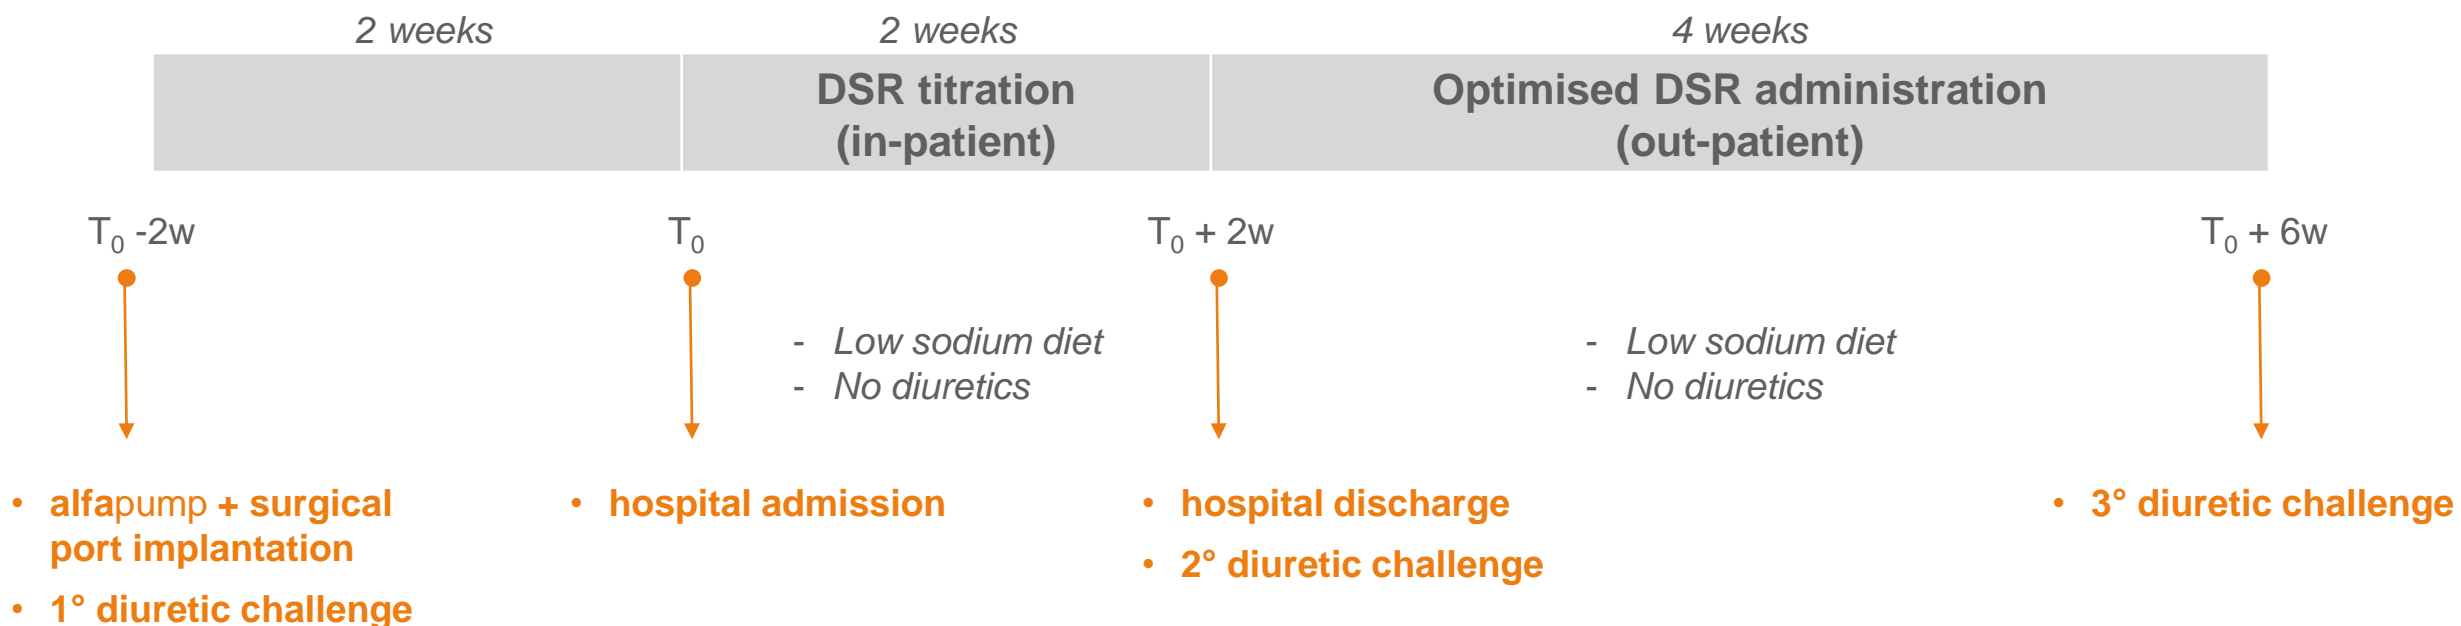 2 weeks
2 weeks
4 weeks
DSR titration
(in-patient)
Optimised DSR administration
(out-patient)
T0 -2w
T0
T0 + 2w
T0 + 6w
- Low sodium diet
- No diuretics
- Low sodium diet
- No diuretics
• alfapump + surgical
port implantation
• 1° diuretic challenge
• hospital admission
• hospital discharge
• 2° diuretic challenge
• 3° diuretic challenge